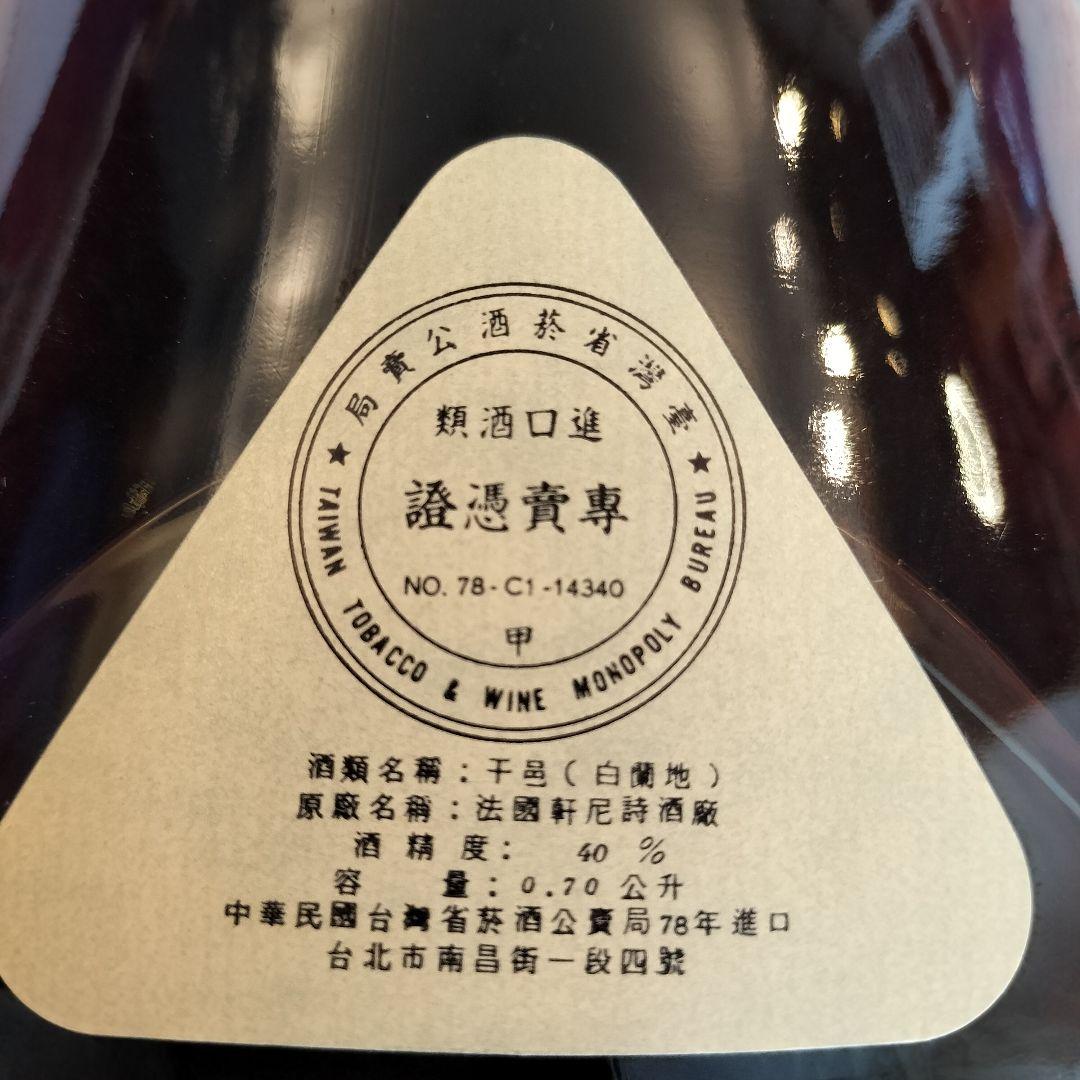 臺灣省菸酒公賣局
進口酒類
專賣憑證
NO. 78-C1-14340
甲
★ TAIWAN TOBACCO & WINE MONOPOLY BUREAU ★
酒類名稱：干邑（白蘭地）
原廠名稱：法國軒尼詩酒廠
酒精度： 40 %
容 量：0.70 公升
中華民國台灣省菸酒公賣局78年進口
台北市南昌街一段四號